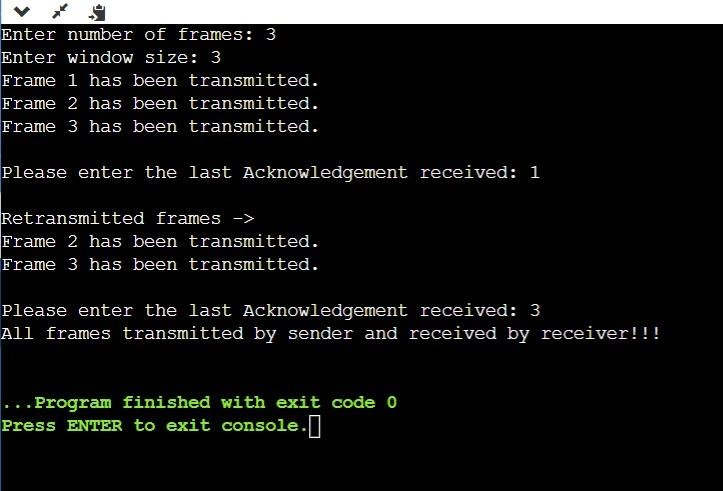 Enter number of frames: 3
Enter window size: 3
Frame 1 has been transmitted.
Frame 2 has been transmitted.
Frame 3 has been transmitted.
Please enter the last Acknowledgement received: 1
Retransmitted frames ->
Frame 2 has been transmitted.
Frame 3 has been transmitted.
Please enter the last Acknowledgement received: 3
All frames transmitted by sender and received by receiver!!!
...Program finished with exit code 0
Press ENTER to exit console.